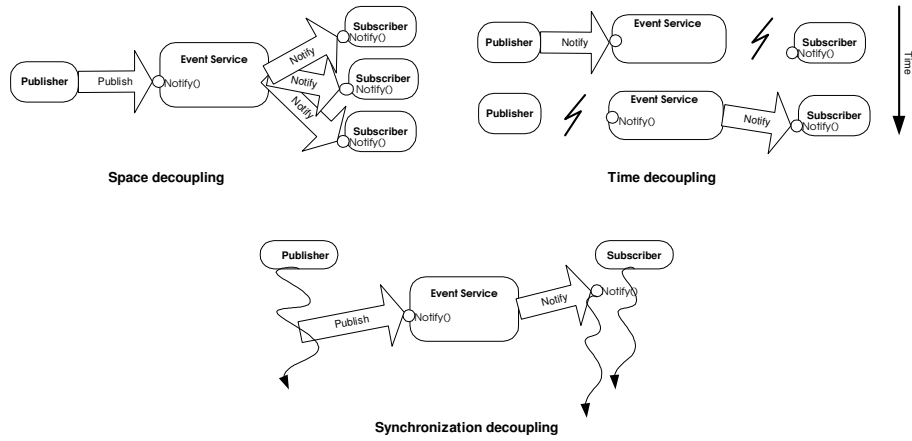 Publisher
Publish
Event Service
Notify()
Notify
Notify
Notify
Subscriber
Notify()
Subscriber
Notify()
Subscriber
Notify()
Space decoupling
Publisher
Notify
Event Service
Subscriber
Notify()
Publisher
Event Service
Notify()
Notify
Subscriber
Notify()
Time
Time decoupling
Publisher
Publish
Event Service
Notify()
Notify
Subscriber
Notify()
Synchronization decoupling